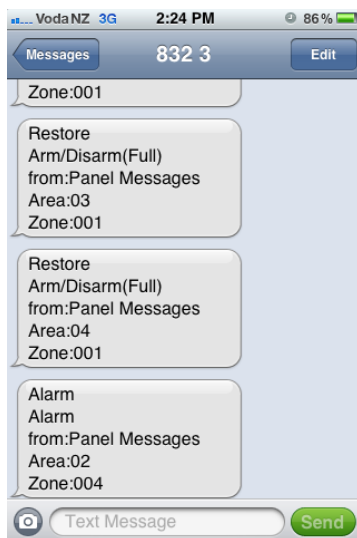 Voda NZ 3G 2:24 PM 86%
Messages 832 3 Edit
Zone:001
Restore
Arm/Disarm(Full)
from:Panel Messages
Area:03
Zone:001
Restore
Arm/Disarm(Full)
from:Panel Messages
Area:04
Zone:001
Alarm
Alarm
from:Panel Messages
Area:02
Zone:004
Text Message Send